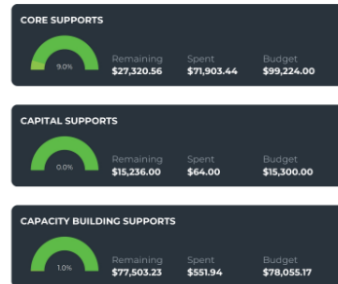 CORE SUPPORTS
Remaining Spent Budget
9.0% $27,320.56 $71,903.44 $99,224.00
CAPITAL SUPPORTS
Remaining Spent Budget
0.0% $15,236.00 $64.00 $15,300.00
CAPACITY BUILDING SUPPORTS
Remaining Spent Budget
1.0% $77,503.23 $551.94 $78,055.17